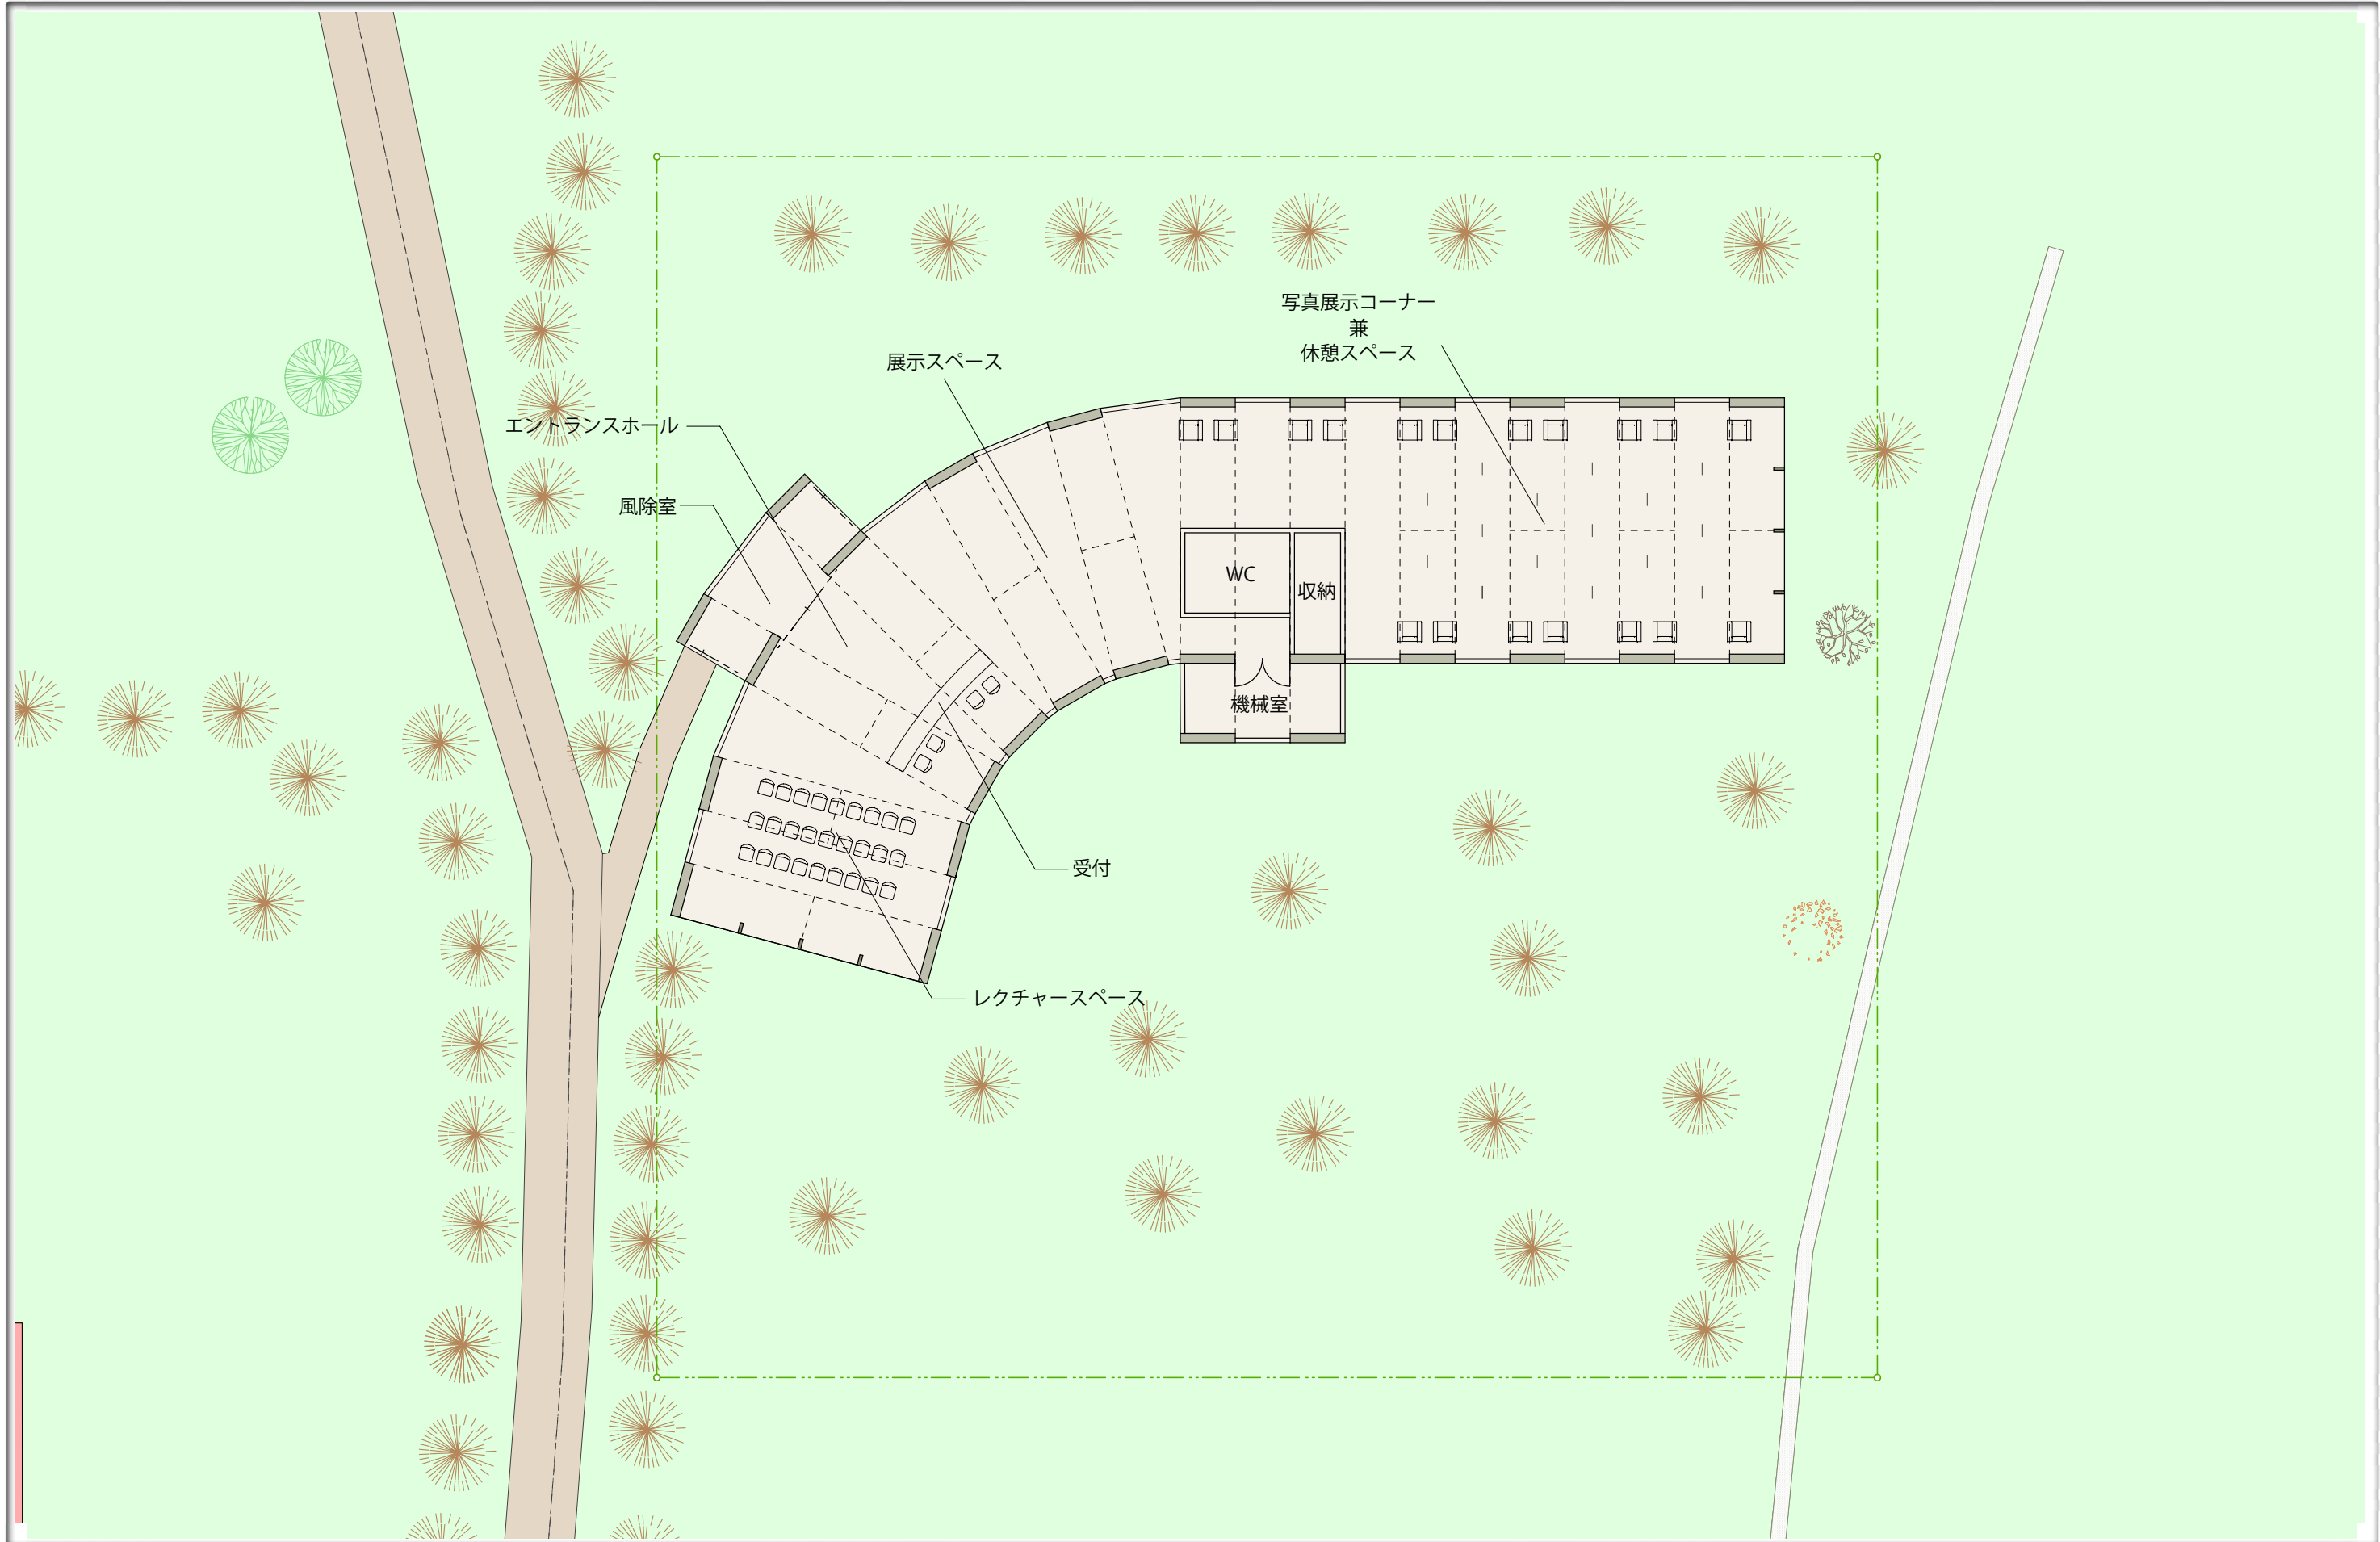 写真展示コーナー
兼
休憩スペース
展示スペース
エントランスホール
風除室
WC
収納
機械室
受付
レクチャースペース